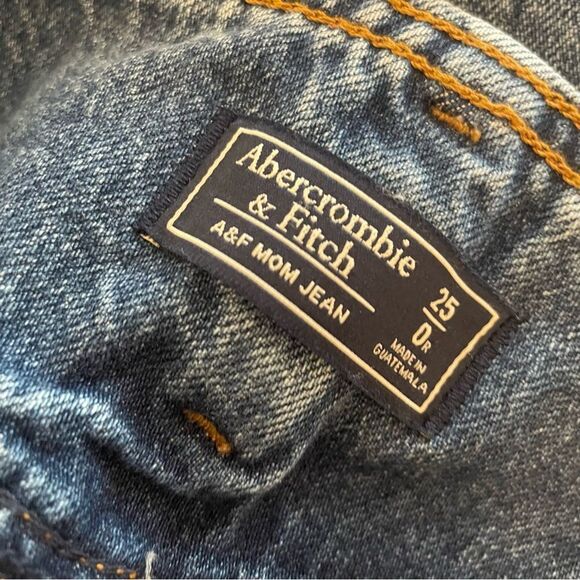 Abercrombie
& Fitch
A&F MOM JEAN
25
0R
MADE IN
GUATEMALA